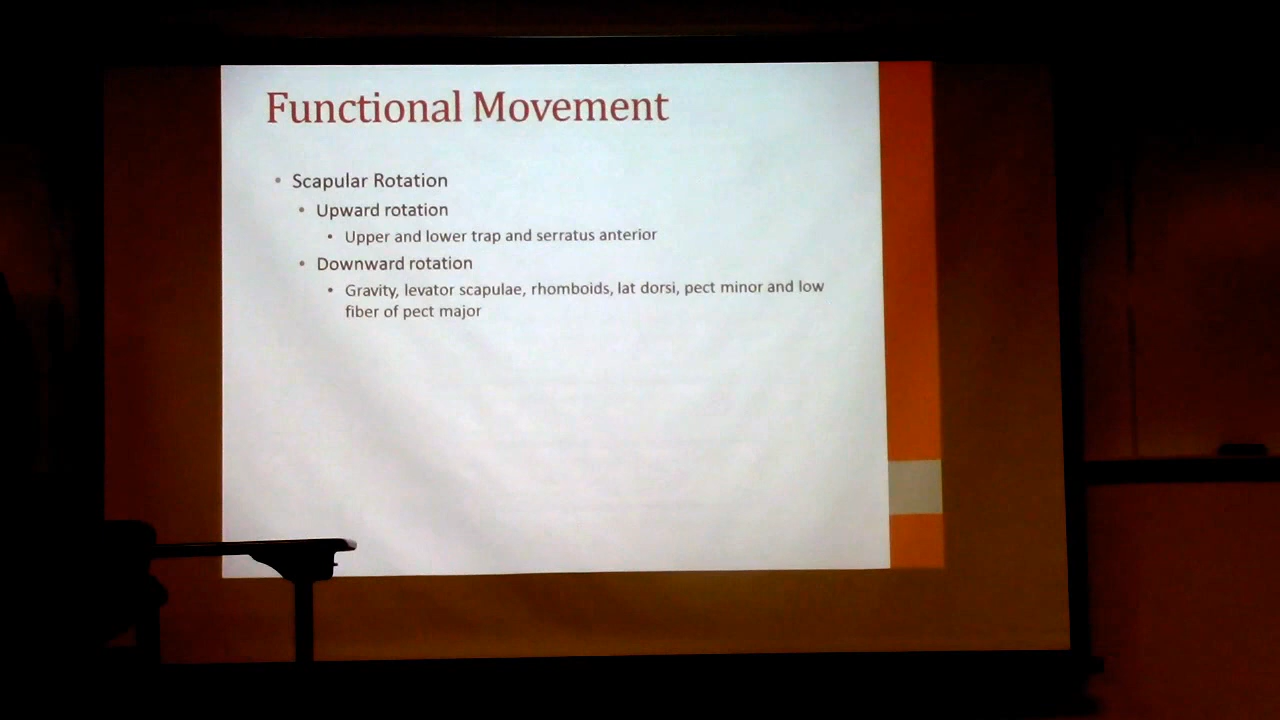 Functional Movement
• Scapular Rotation
• Upward rotation
• Upper and lower trap and serratus anterior
• Downward rotation
• Gravity, levator scapulae, rhomboids, lat dorsi, pect minor and low
fiber of pect major